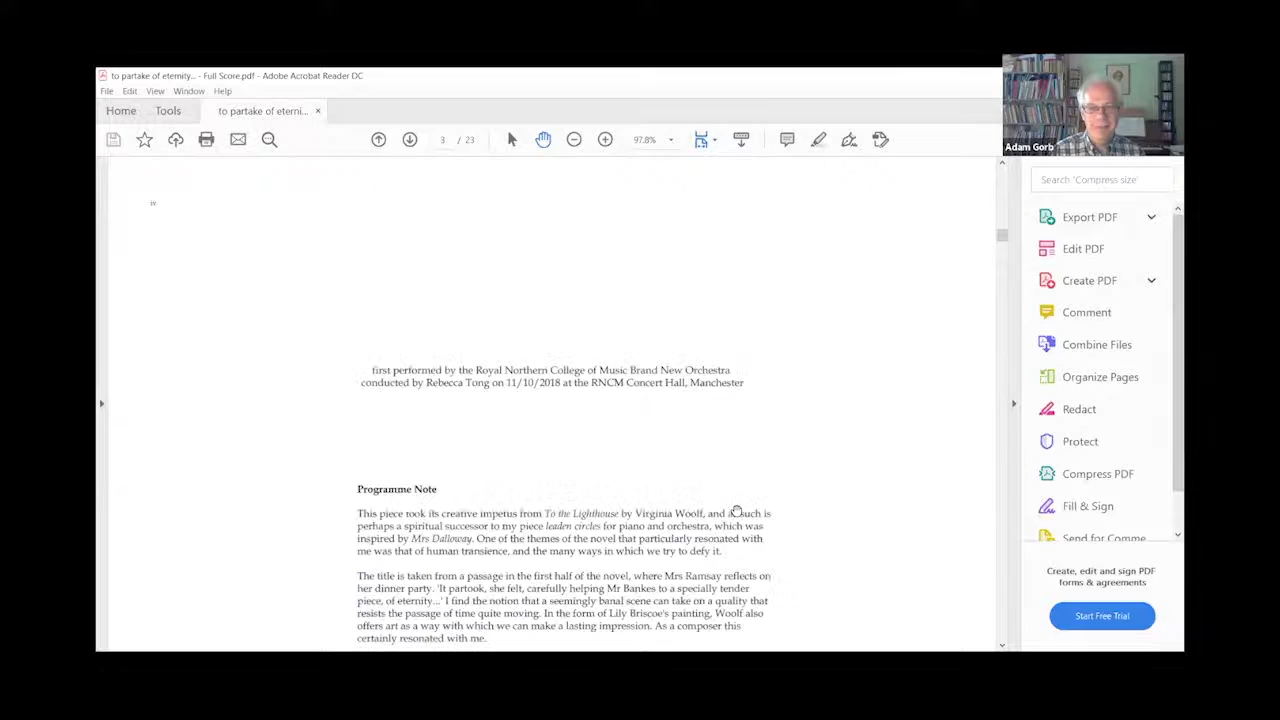 to partake of eternity... - Full Score.pdf - Adobe Acrobat Reader DC
File Edit View Window Help
Home Tools to partake of eterni... ×
3 / 23 97.8%
Adam Gorb
iv
first performed by the Royal Northern College of Music Brand New Orchestra
conducted by Rebecca Tong on 11/10/2018 at the RNCM Concert Hall, Manchester
Programme Note
This piece took its creative impetus from To the Lighthouse by Virginia Woolf, and as such is
perhaps a spiritual successor to my piece leaden circles for piano and orchestra, which was
inspired by Mrs Dalloway. One of the themes of the novel that particularly resonated with
me was that of human transience, and the many ways in which we try to defy it.
The title is taken from a passage in the first half of the novel, where Mrs Ramsay reflects on
her dinner party. 'It partook, she felt, carefully helping Mr Bankes to a specially tender
piece, of eternity...' I find the notion that a seemingly banal scene can take on a quality that
resists the passage of time quite moving. In the form of Lily Briscoe's painting, Woolf also
offers art as a way with which we can make a lasting impression. As a composer this
certainly resonated with me.
Search 'Compress size'
Export PDF
Edit PDF
Create PDF
Comment
Combine Files
Organize Pages
Redact
Protect
Compress PDF
Fill & Sign
Send for Comme
Create, edit and sign PDF
forms & agreements
Start Free Trial